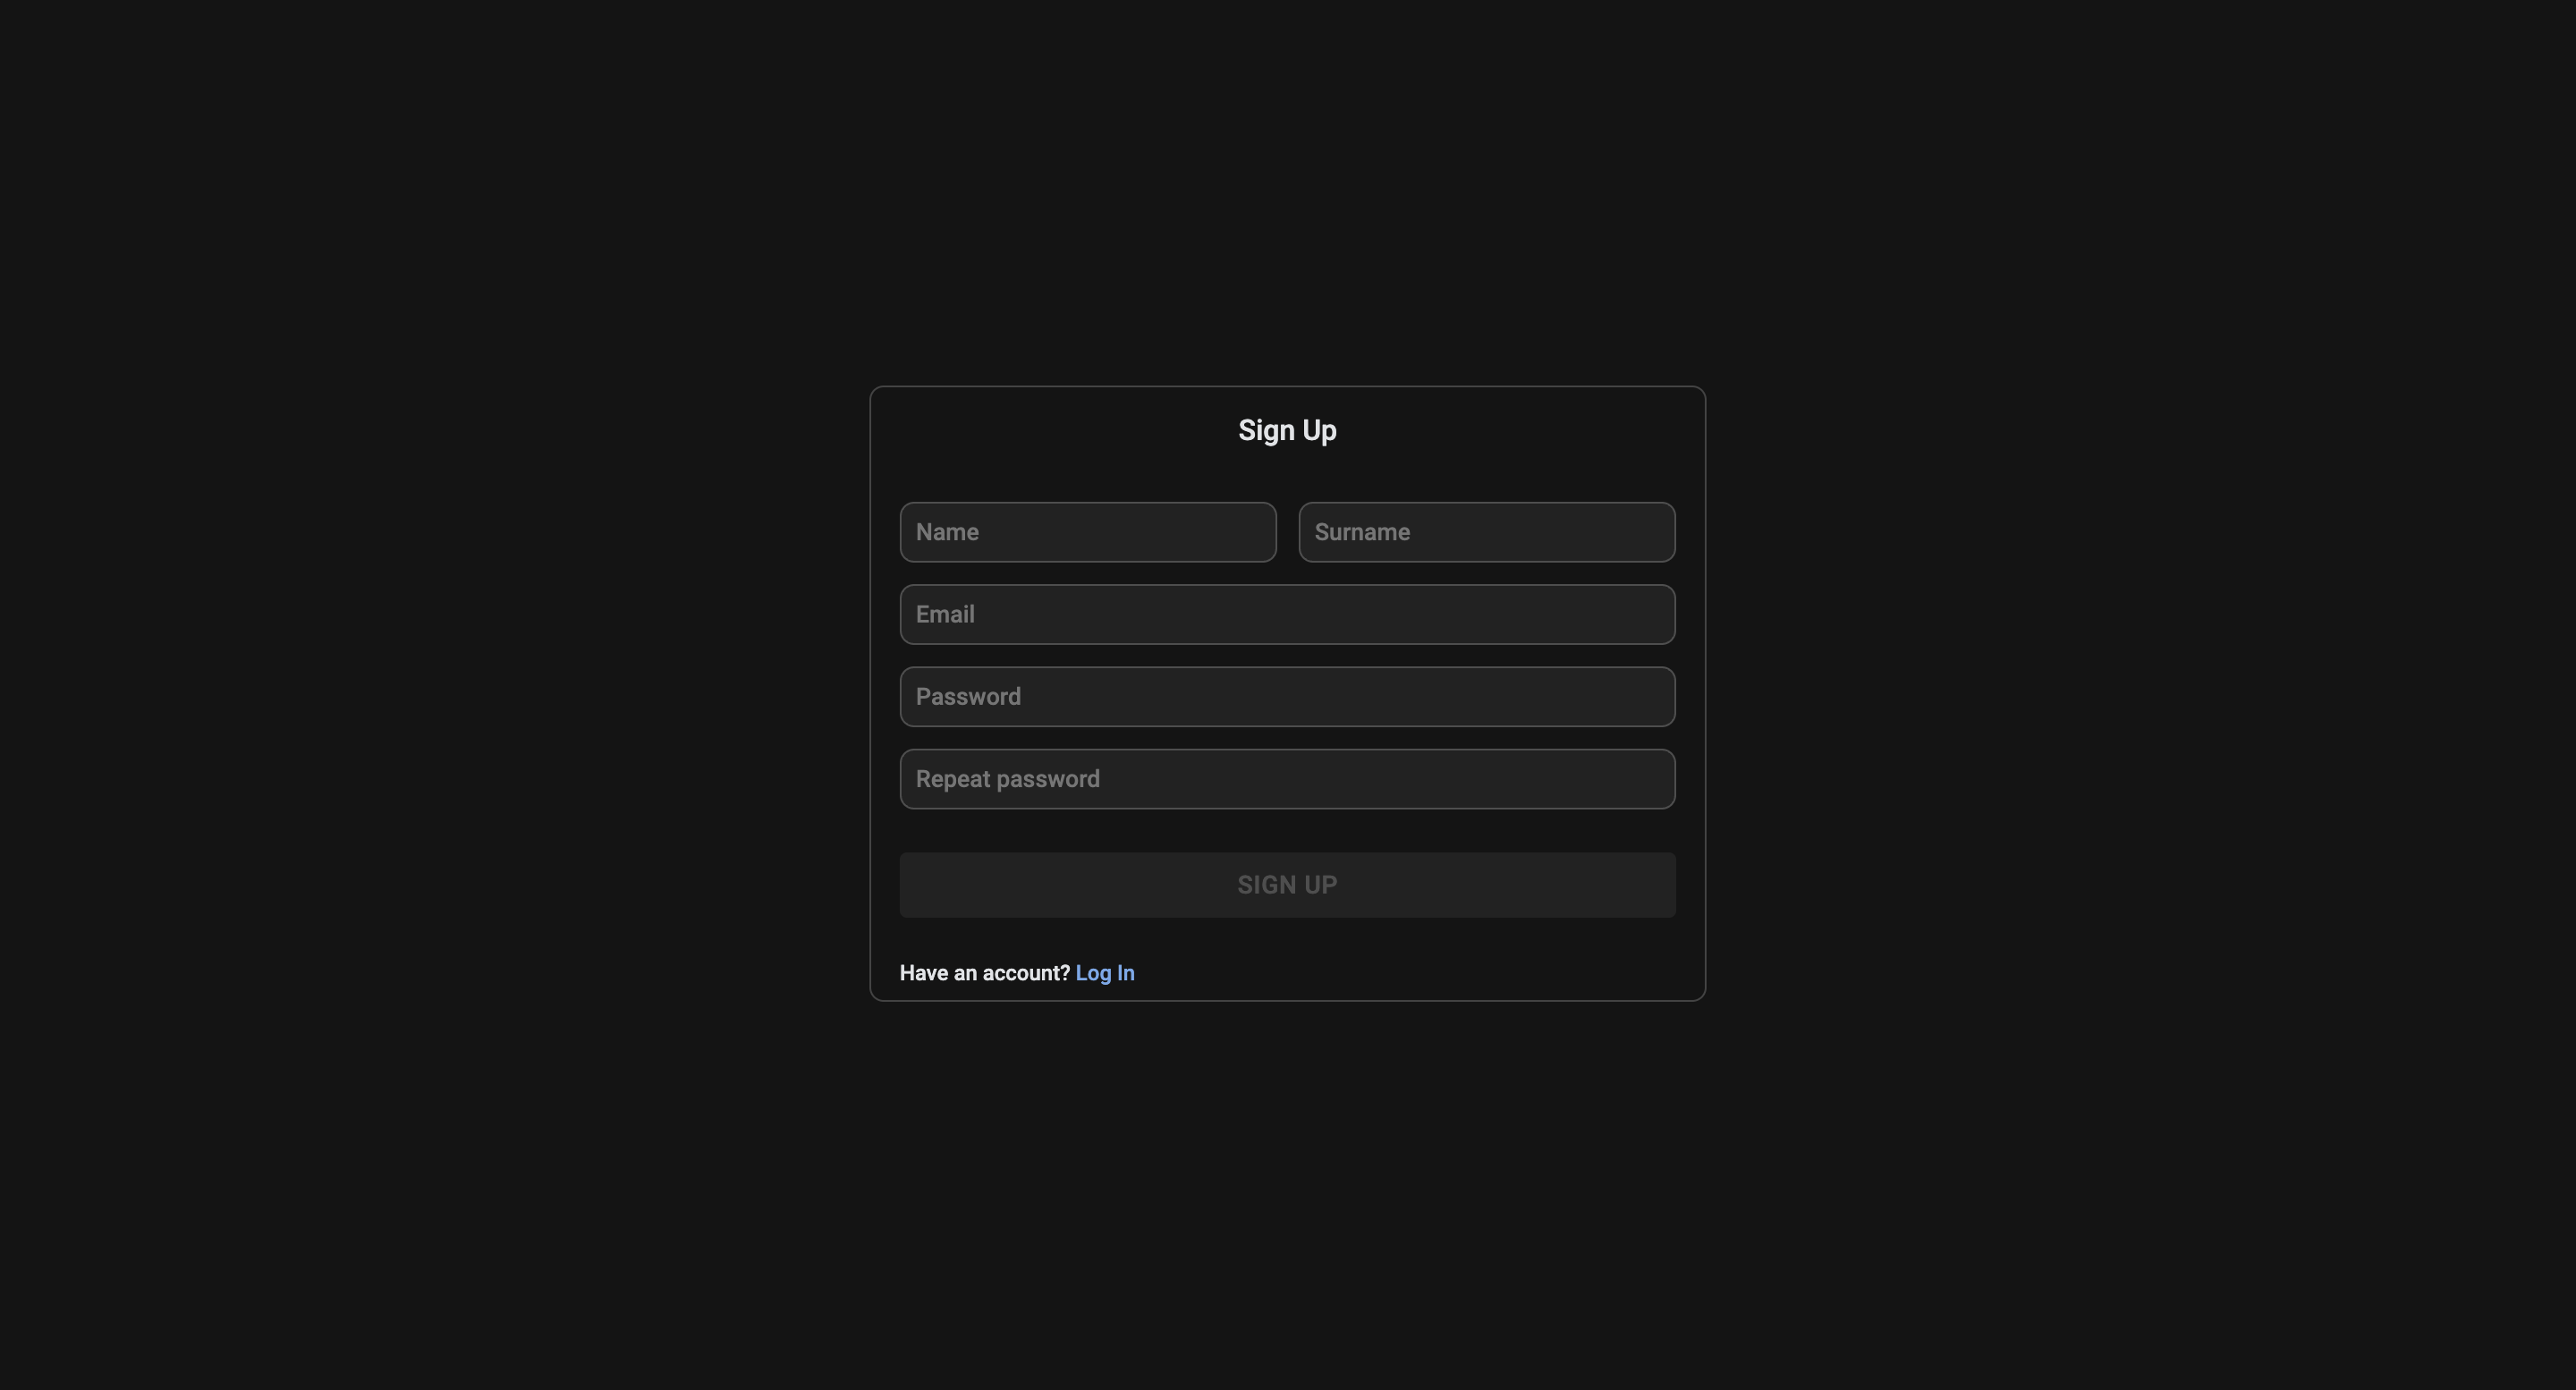 Sign Up
Name Surname
Email
Password
Repeat password
SIGN UP
Have an account? Log In